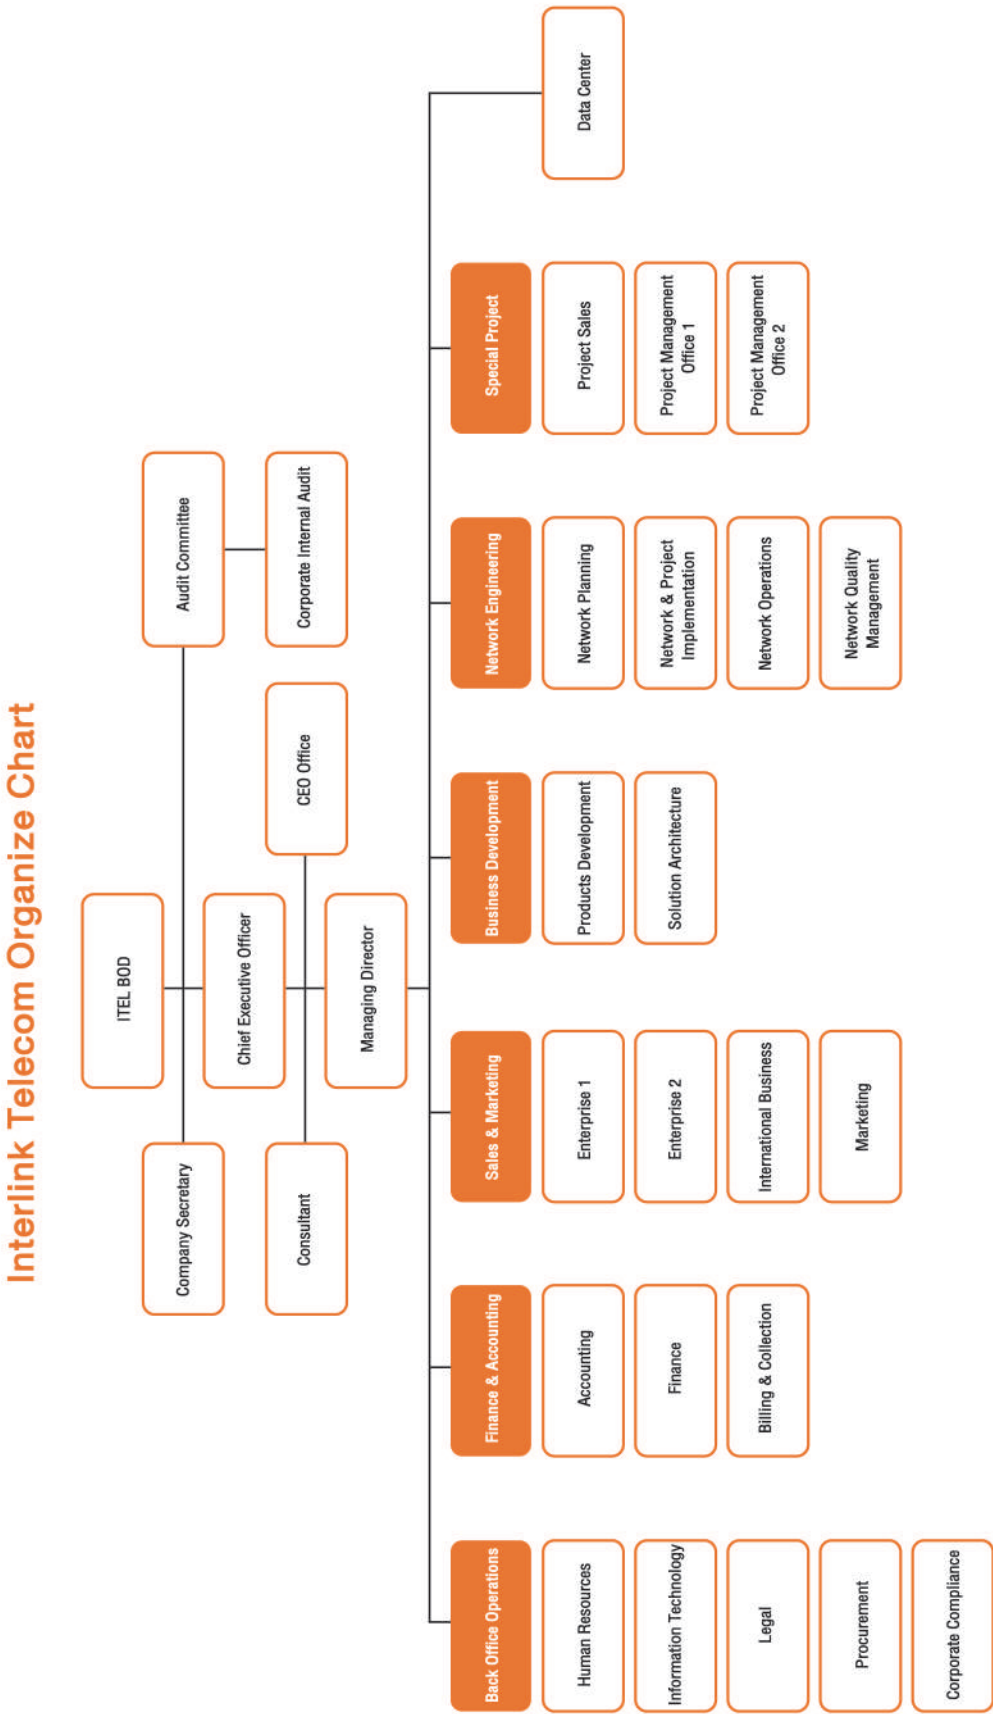 Interlink Telecom Organize Chart
ITEL BOD
Company Secretary
Audit Committee
Chief Executive Officer
Consultant
CEO Office
Corporate Internal Audit
Managing Director
Back Office Operations
Human Resources
Information Technology
Legal
Procurement
Corporate Compliance
Finance & Accounting
Accounting
Finance
Billing & Collection
Sales & Marketing
Enterprise 1
Enterprise 2
International Business
Marketing
Business Development
Products Development
Solution Architecture
Network Engineering
Network Planning
Network & Project
Implementation
Network Operations
Network Quality
Management
Special Project
Project Sales
Project Management
Office 1
Project Management
Office 2
Data Center